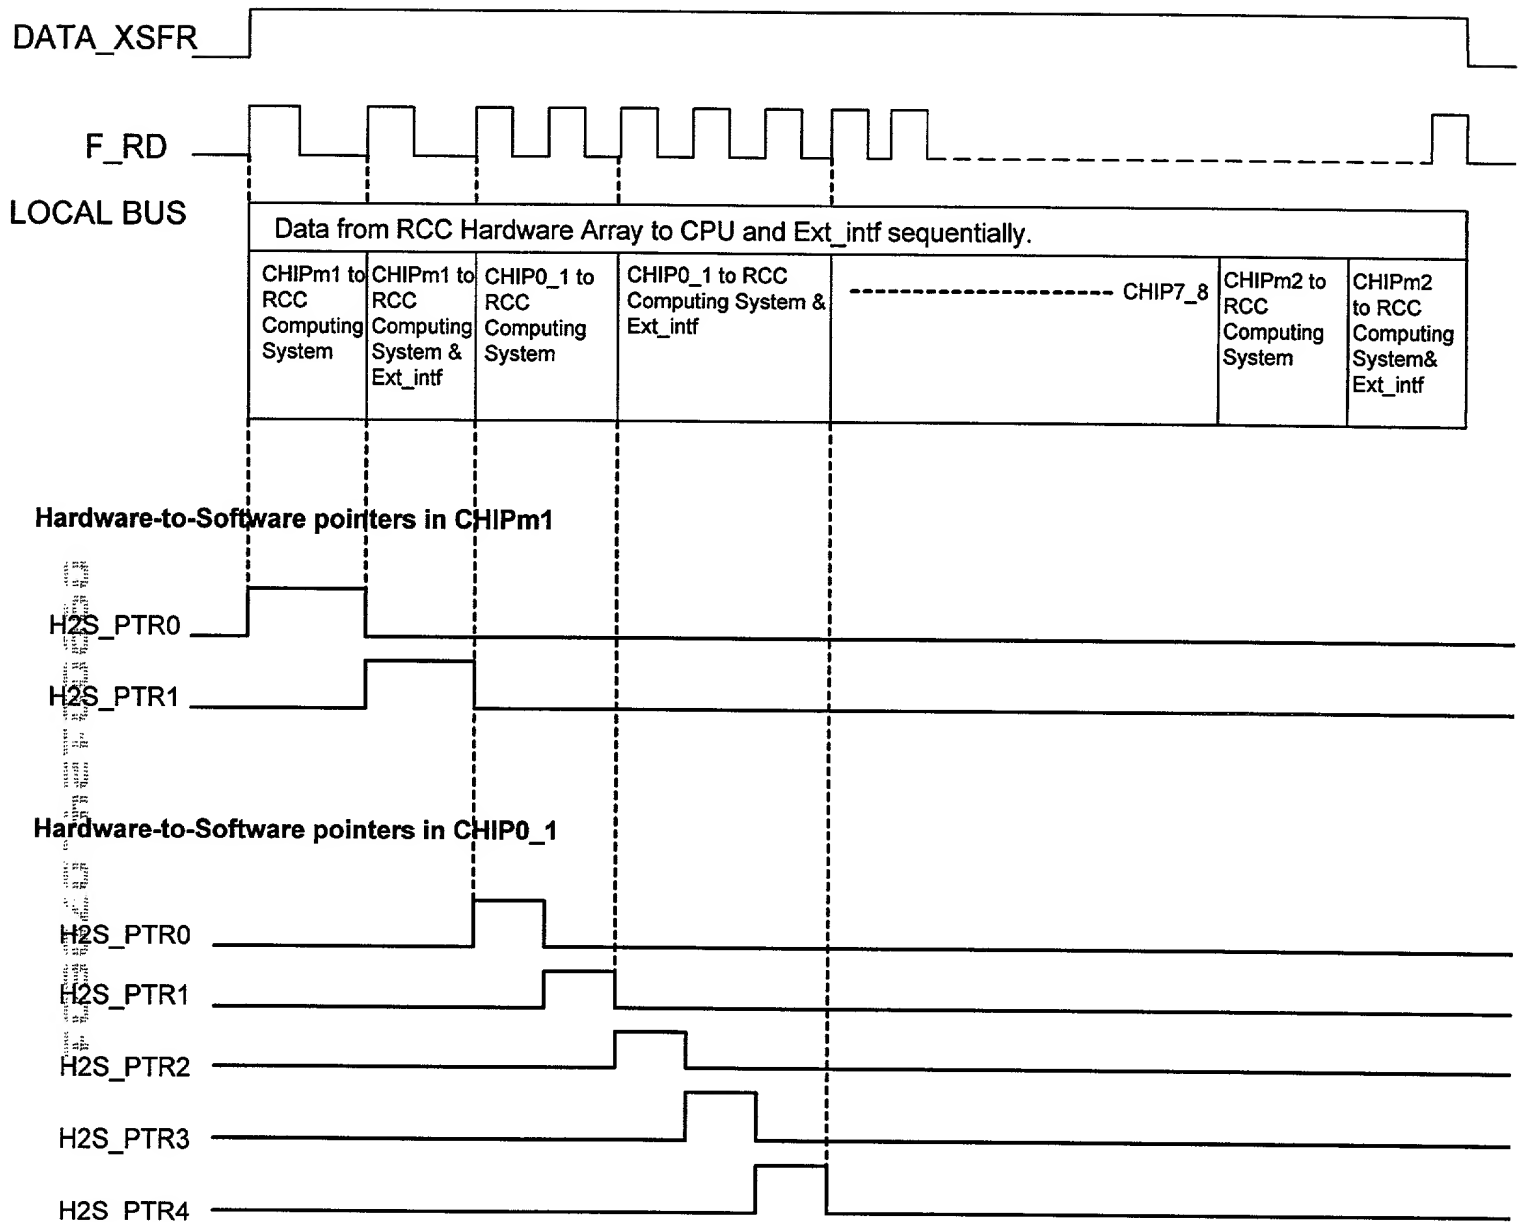 DATA_XSFR
F_RD
LOCAL BUS
Data from RCC Hardware Array to CPU and Ext_intf sequentially.
CHIPm1 to
RCC
Computing
System
CHIPm1 to
RCC
Computing
System &
Ext_intf
CHIP0_1 to
RCC
Computing
System
CHIP0_1 to RCC
Computing System &
Ext_intf
CHIP7_8
CHIPm2 to
RCC
Computing
System
CHIPm2
to RCC
Computing
System&
Ext_intf
Hardware-to-Software pointers in CHIPm1
H2S_PTR0
H2S_PTR1
Hardware-to-Software pointers in CHIP0_1
H2S_PTR0
H2S_PTR1
H2S_PTR2
H2S_PTR3
H2S_PTR4